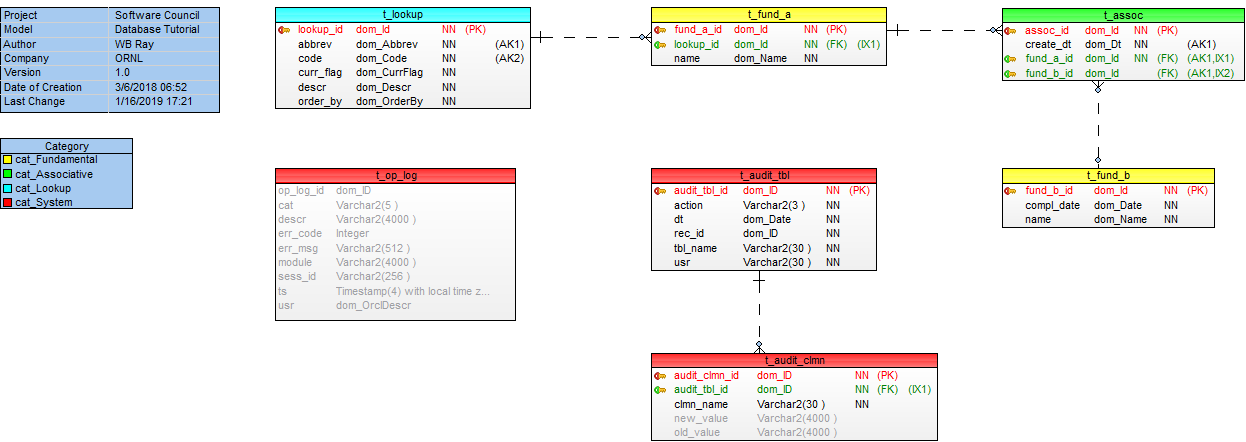 Project Software Council
Model Database Tutorial
Author WB Ray
Company ORNL
Version 1.0
Date of Creation 3/6/2018 06:52
Last Change 1/16/2019 17:21
Category
cat_Fundamental
cat_Associative
cat_Lookup
cat_System
t_lookup
lookup_id dom_Id NN (PK)
abbrev dom_Abbrev NN (AK1)
code dom_Code NN (AK2)
curr_flag dom_CurrFlag NN
descr dom_Descr NN
order_by dom_OrderBy NN
t_fund_a
fund_a_id dom_Id NN (PK)
lookup_id dom_Id NN (FK) (IX1)
name dom_Name NN
t_assoc
assoc_id dom_Id NN (PK)
create_dt dom_Dt NN (AK1)
fund_a_id dom_Id NN (FK) (AK1,IX1)
fund_b_id dom_Id (FK) (AK1,IX2)
t_op_log
op_log_id dom_ID
cat Varchar2(5 )
descr Varchar2(4000 )
err_code Integer
err_msg Varchar2(512 )
module Varchar2(4000 )
sess_id Varchar2(256 )
ts Timestamp(4) with local time z...
usr dom_OrclDescr
t_audit_tbl
audit_tbl_id dom_ID NN (PK)
action Varchar2(3 ) NN
dt dom_Date NN
rec_id dom_ID NN
tbl_name Varchar2(30 ) NN
usr Varchar2(30 ) NN
t_fund_b
fund_b_id dom_Id NN (PK)
compl_date dom_Date NN
name dom_Name NN
t_audit_clmn
audit_clmn_id dom_ID NN (PK)
audit_tbl_id dom_ID NN (FK) (IX1)
clmn_name Varchar2(30 ) NN
new_value Varchar2(4000 )
old_value Varchar2(4000 )